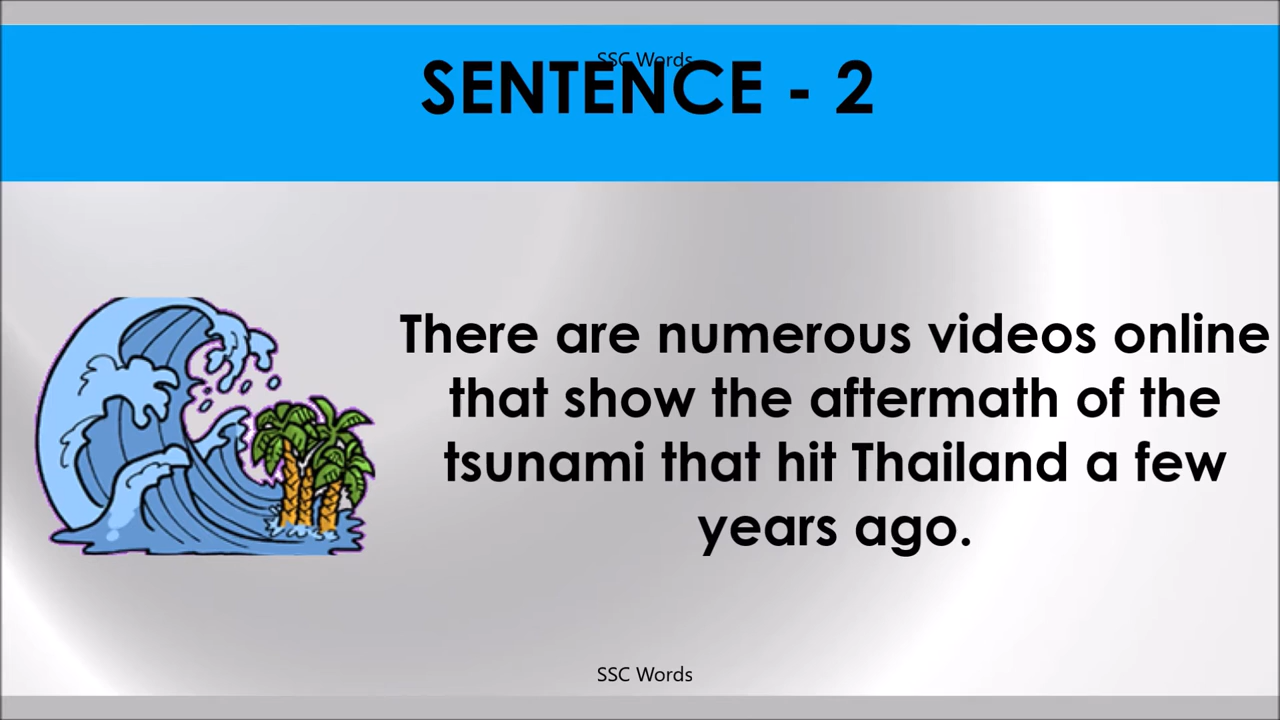 SSC Words
SENTENCE - 2
There are numerous videos online
that show the aftermath of the
tsunami that hit Thailand a few
years ago.
SSC Words